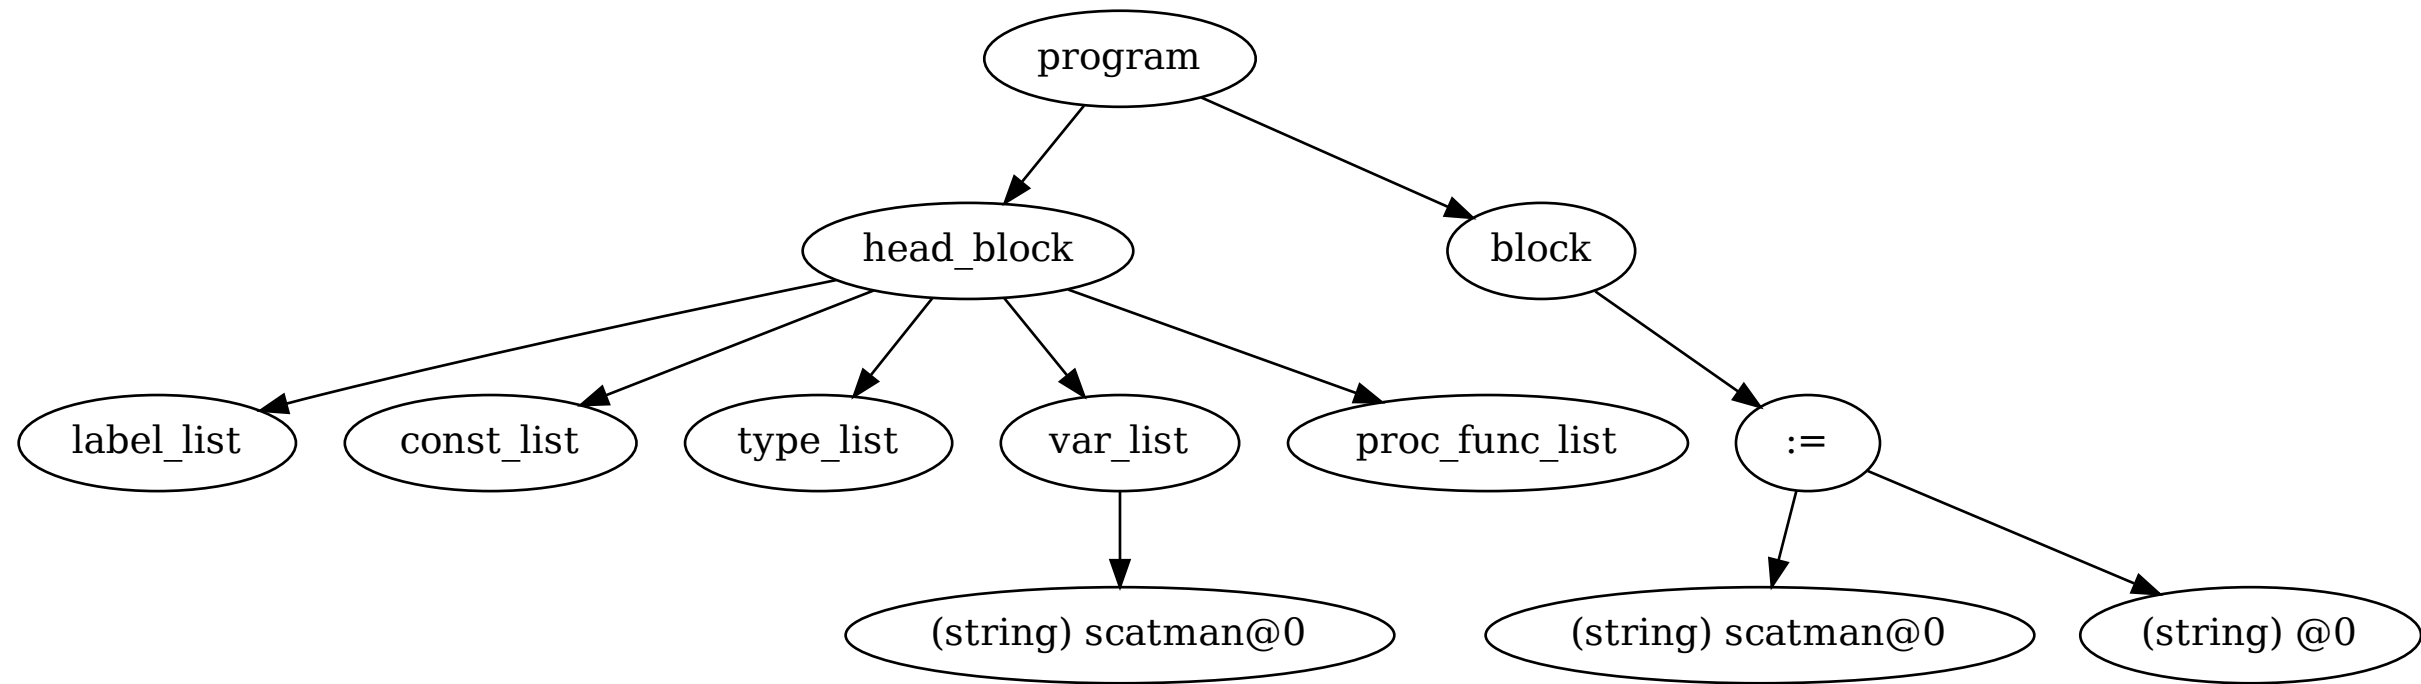 program
head_block
block
label_list
const_list
type_list
var_list
proc_func_list
:=
(string) scatman@0
(string) scatman@0
(string) @0